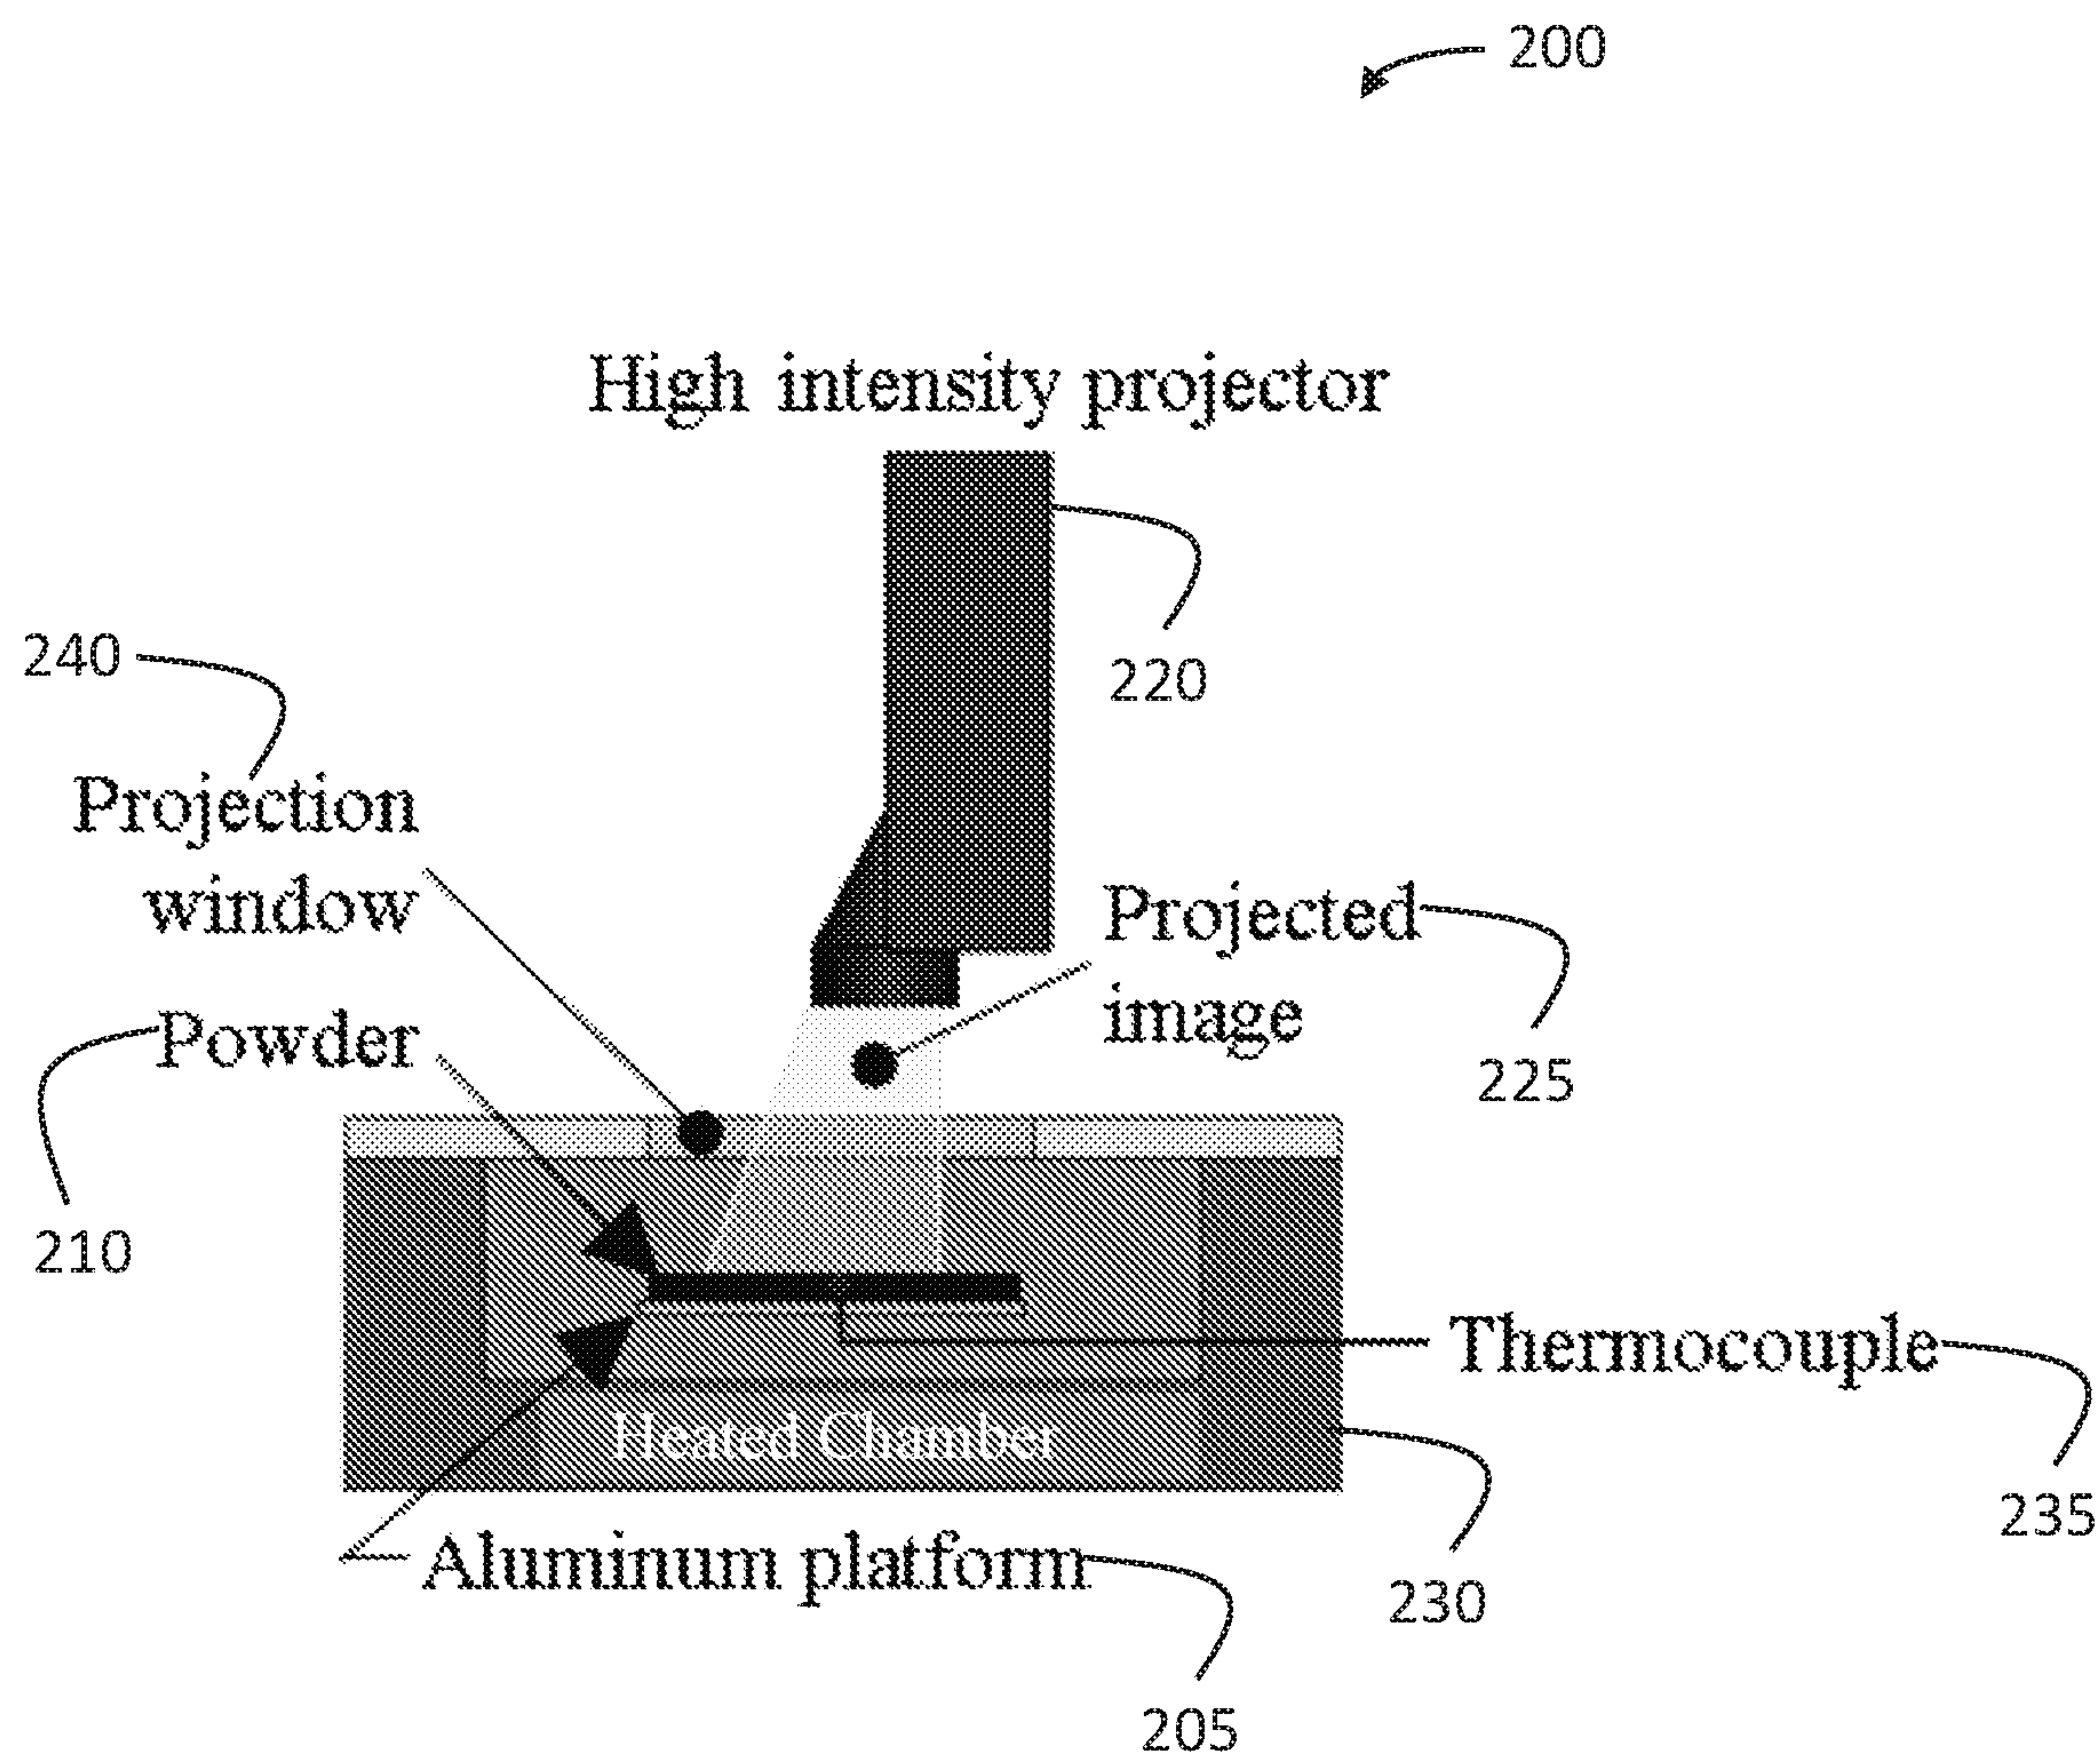 200
High intensity projector
220
240
Projection
window
Projected
image
225
Powder
210
Thermocouple
235
Heated Chamber
230
Aluminum platform
205